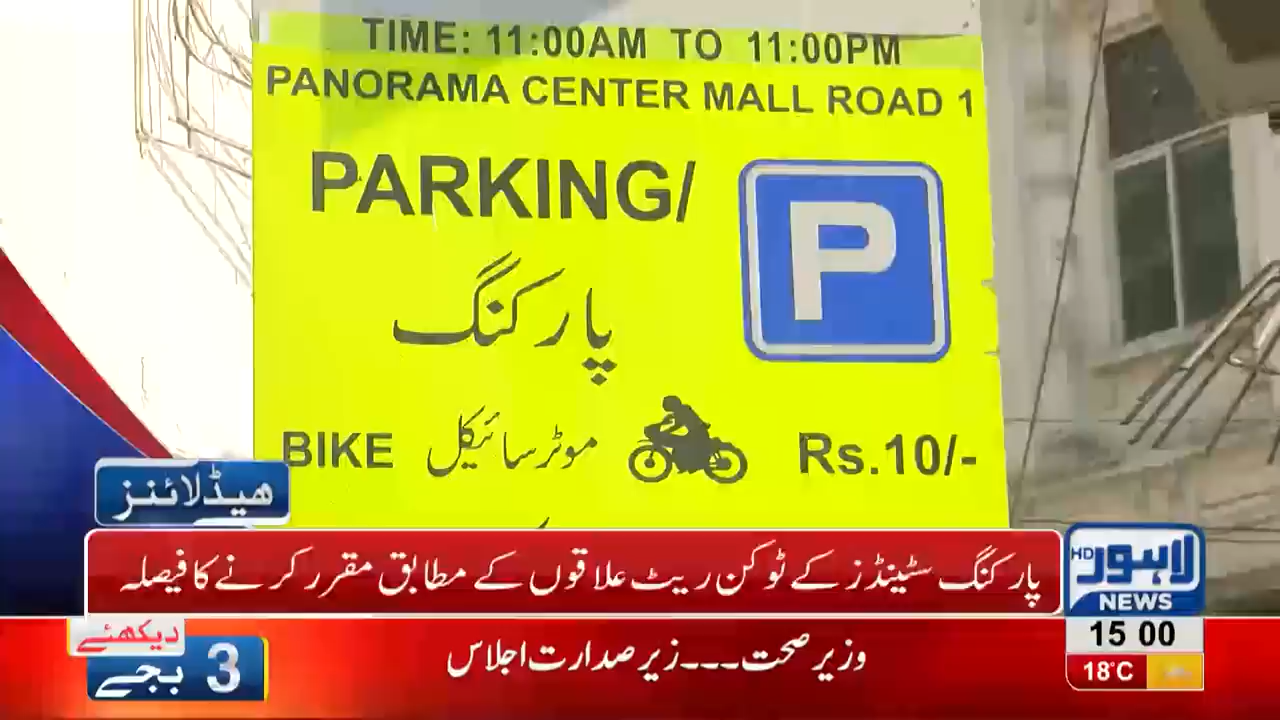 TIME: 11:00AM TO 11:00PM
PANORAMA CENTER MALL ROAD 1
PARKING/
P
پارکنگ
BIKE موٹرسائیکل Rs.10/-
ھیڈلائنز
پارکنگ سٹینڈز کے ٹوکن ریٹ علاقوں کے مطابق مقرر کرنے کا فیصلہ
لاہور HD
NEWS
15 00
18°C
دیکھئے
3 بجے
وزیر صحت۔۔۔زیر صدارت اجلاس